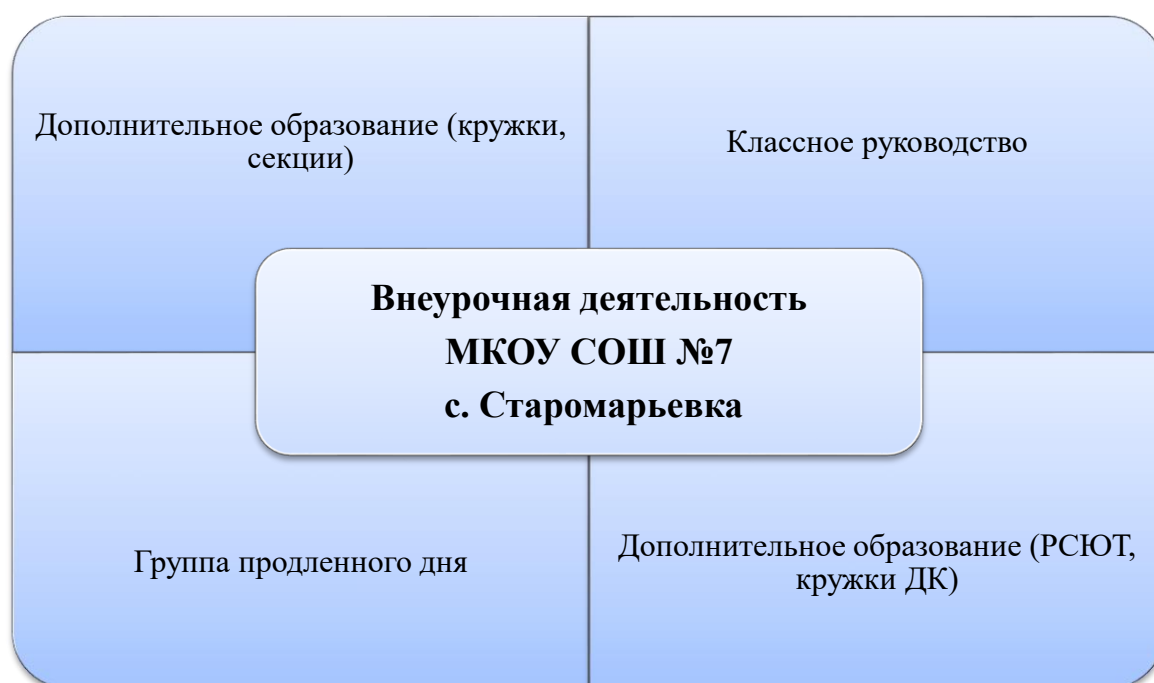 Дополнительное образование (кружки,
секции)
Классное руководство
Внеурочная деятельность
МКОУ СОШ №7
с. Старомарьевка
Группа продленного дня
Дополнительное образование (РСЮТ,
кружки ДК)